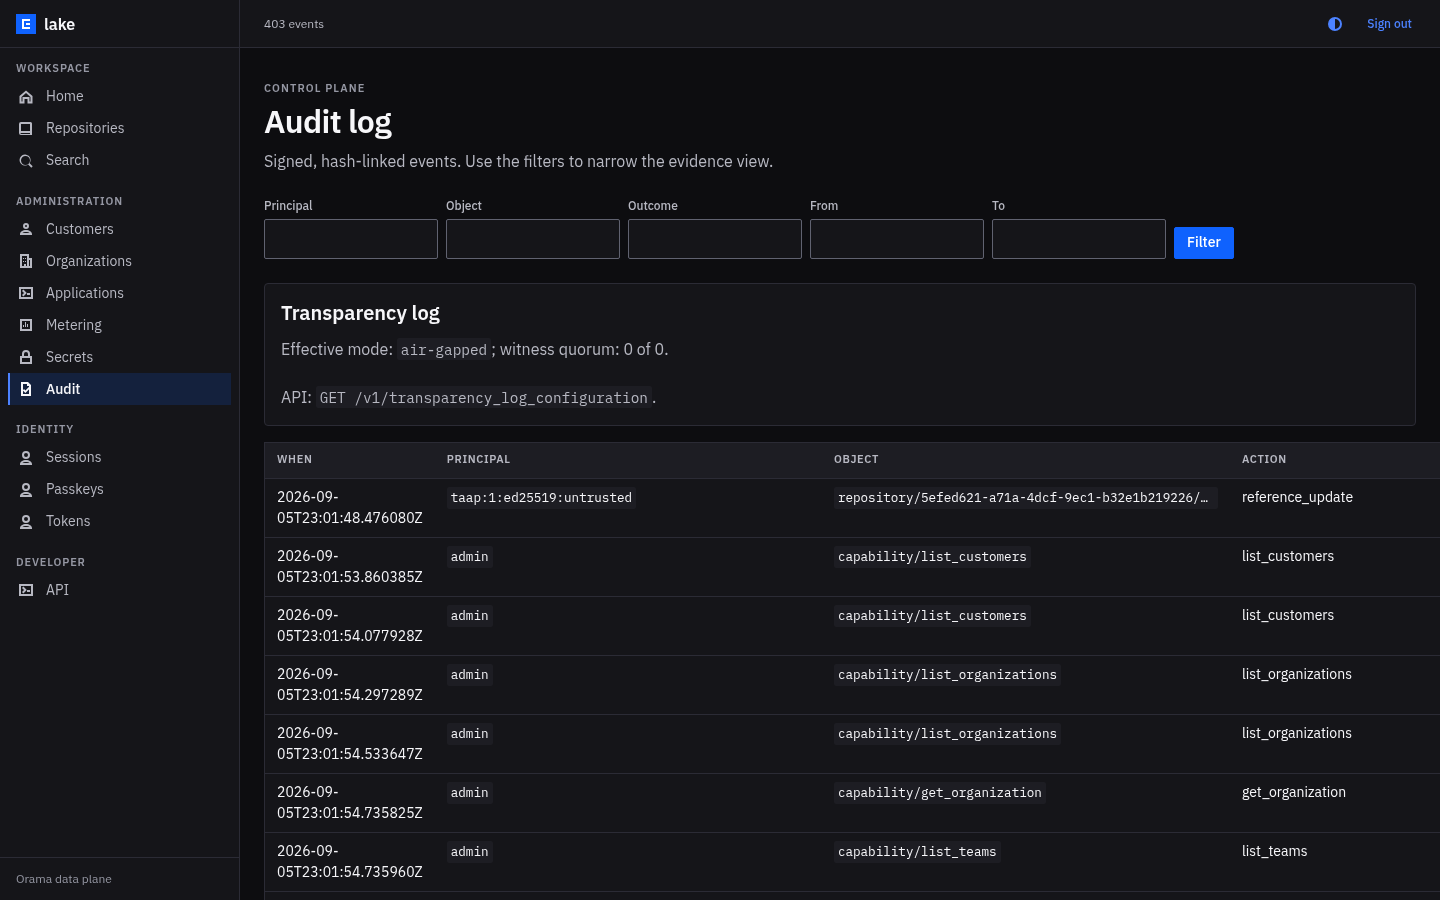 lake
403 events
Sign out
WORKSPACE
Home
Repositories
Search
ADMINISTRATION
Customers
Organizations
Applications
Metering
Secrets
Audit
IDENTITY
Sessions
Passkeys
Tokens
DEVELOPER
API
Orama data plane
CONTROL PLANE
Audit log
Signed, hash-linked events. Use the filters to narrow the evidence view.
Principal Object Outcome From To
Filter
Transparency log
Effective mode: air-gapped; witness quorum: 0 of 0.
API: GET /v1/transparency_log_configuration.
WHEN PRINCIPAL OBJECT ACTION
2026-09-
05T23:01:48.476080Z taap:1:ed25519:untrusted repository/5efed621-a71a-4dcf-9ec1-b32e1b219226/… reference_update
2026-09-
05T23:01:53.860385Z admin capability/list_customers list_customers
2026-09-
05T23:01:54.077928Z admin capability/list_customers list_customers
2026-09-
05T23:01:54.297289Z admin capability/list_organizations list_organizations
2026-09-
05T23:01:54.533647Z admin capability/list_organizations list_organizations
2026-09-
05T23:01:54.735825Z admin capability/get_organization get_organization
2026-09-
05T23:01:54.735960Z admin capability/list_teams list_teams